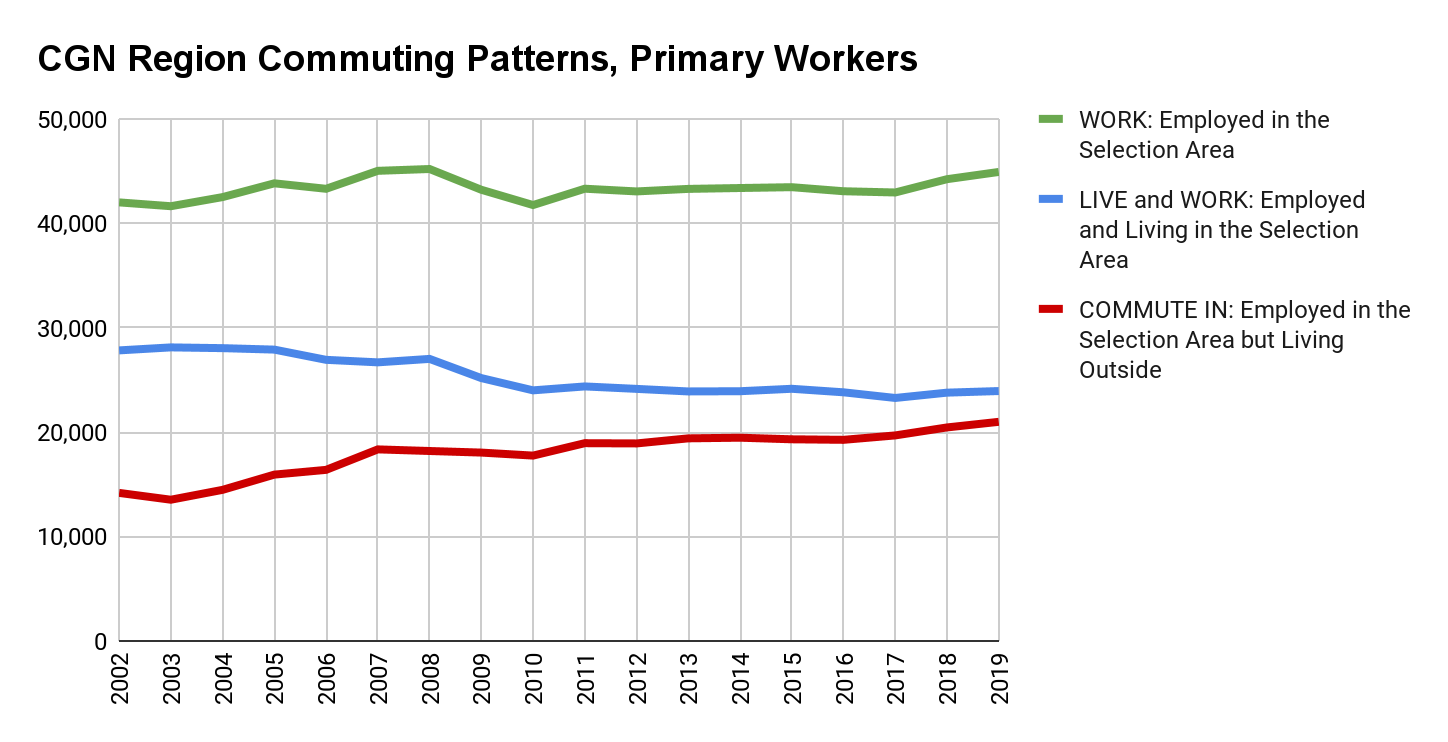 CGN Region Commuting Patterns, Primary Workers
50,000
40,000
30,000
20,000
10,000
0
2002
2003
2004
2005
2006
2007
2008
2009
2010
2011
2012
2013
2014
2015
2016
2017
2018
2019
WORK: Employed in the
Selection Area
LIVE and WORK: Employed
and Living in the Selection
Area
COMMUTE IN: Employed in the
Selection Area but Living
Outside